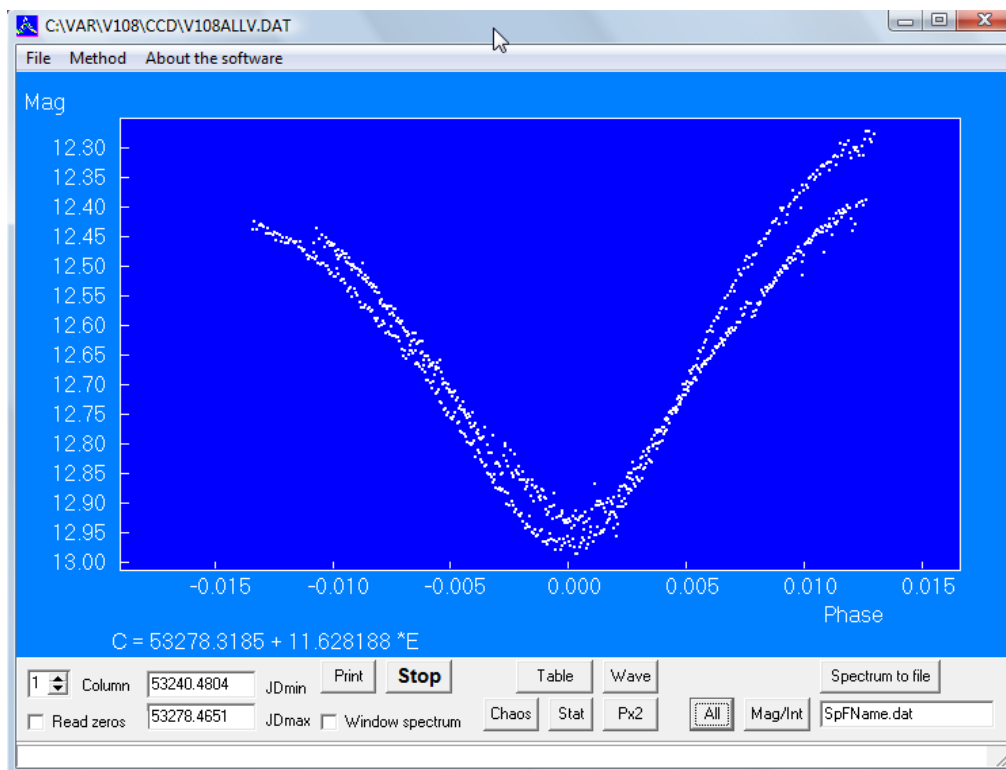 C:\VAR\V108\CCD\V108ALLV.DAT
File Method About the software
Mag
12.30
12.35
12.40
12.45
12.50
12.55
12.60
12.65
12.70
12.75
12.80
12.85
12.90
12.95
13.00
-0.015 -0.010 -0.005 0.000 0.005 0.010 0.015
Phase
C = 53278.3185 + 11.628188 *E
1 Column 53240.4804 JDmin Print Stop Table Wave Spectrum to file
Read zeros 53278.4651 JDmax Window spectrum Chaos Stat Px2 All Mag/Int SpFName.dat